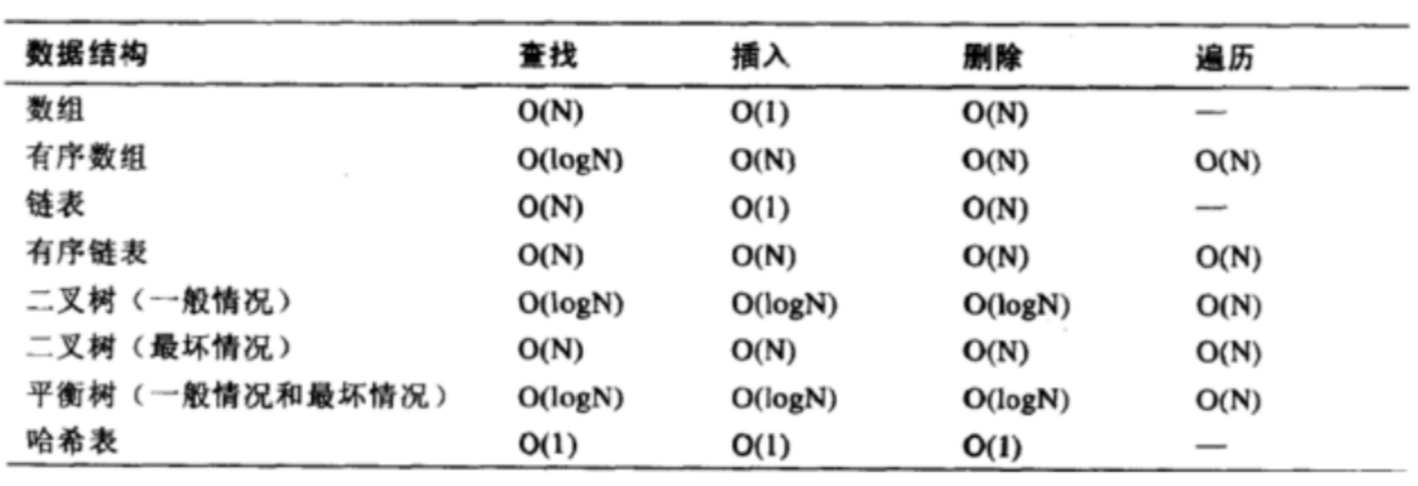 数据结构 查找 插入 删除 遍历
数组 O(N) O(1) O(N) —
有序数组 O(logN) O(N) O(N) O(N)
链表 O(N) O(1) O(N) —
有序链表 O(N) O(N) O(N) O(N)
二叉树（一般情况） O(logN) O(logN) O(logN) O(N)
二叉树（最坏情况） O(N) O(N) O(N) O(N)
平衡树（一般情况和最坏情况） O(logN) O(logN) O(logN) O(N)
哈希表 O(1) O(1) O(1) —